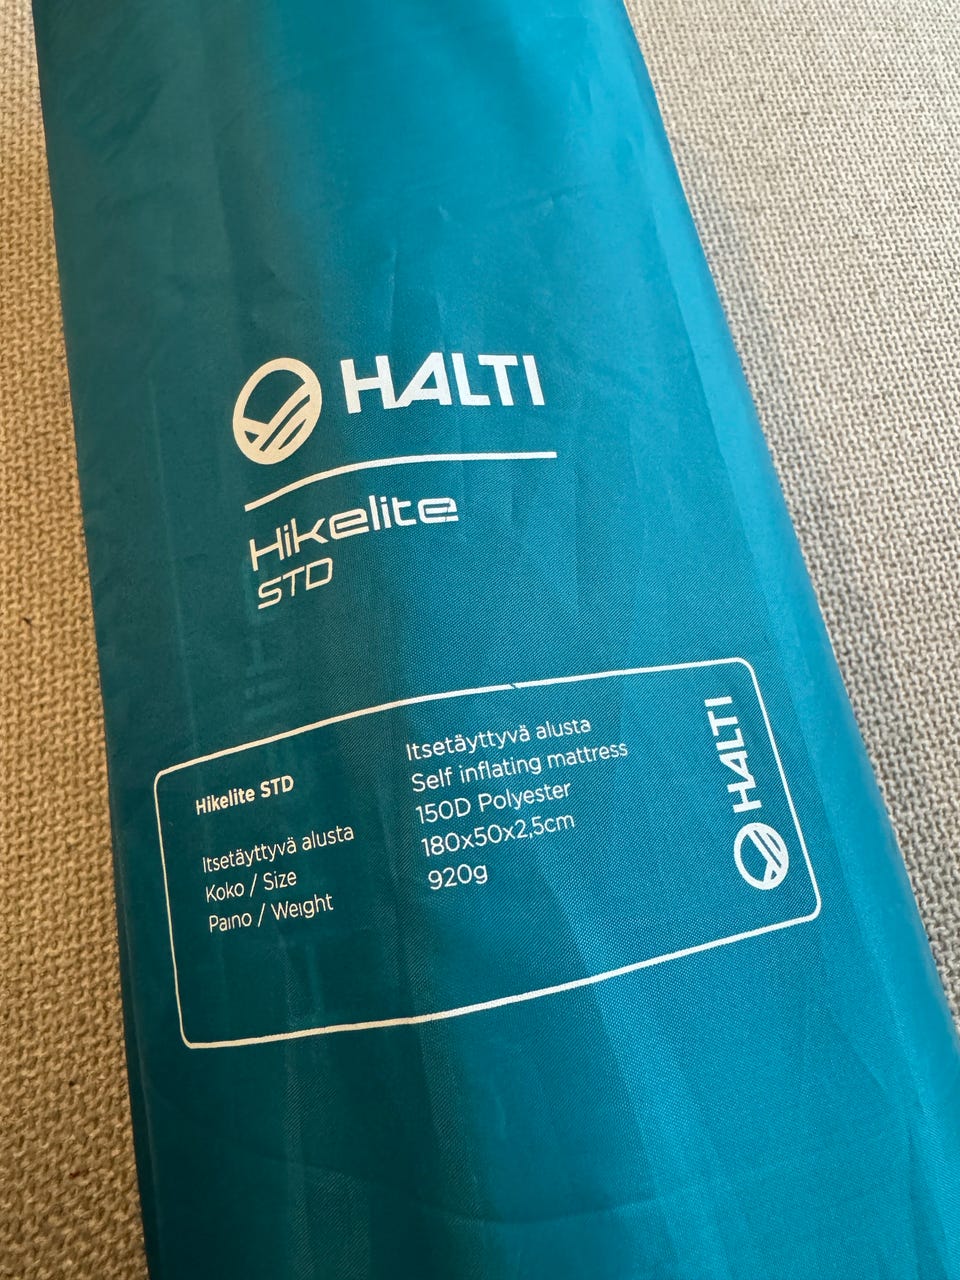 HALTI
Hikelite
STD
Hikelite STD
Itsetäyttyvä alusta
Koko / Size
Paino / Weight
Itsetäyttyvä alusta
Self inflating mattress
150D Polyester
180x50x2,5cm
920g
HALTI